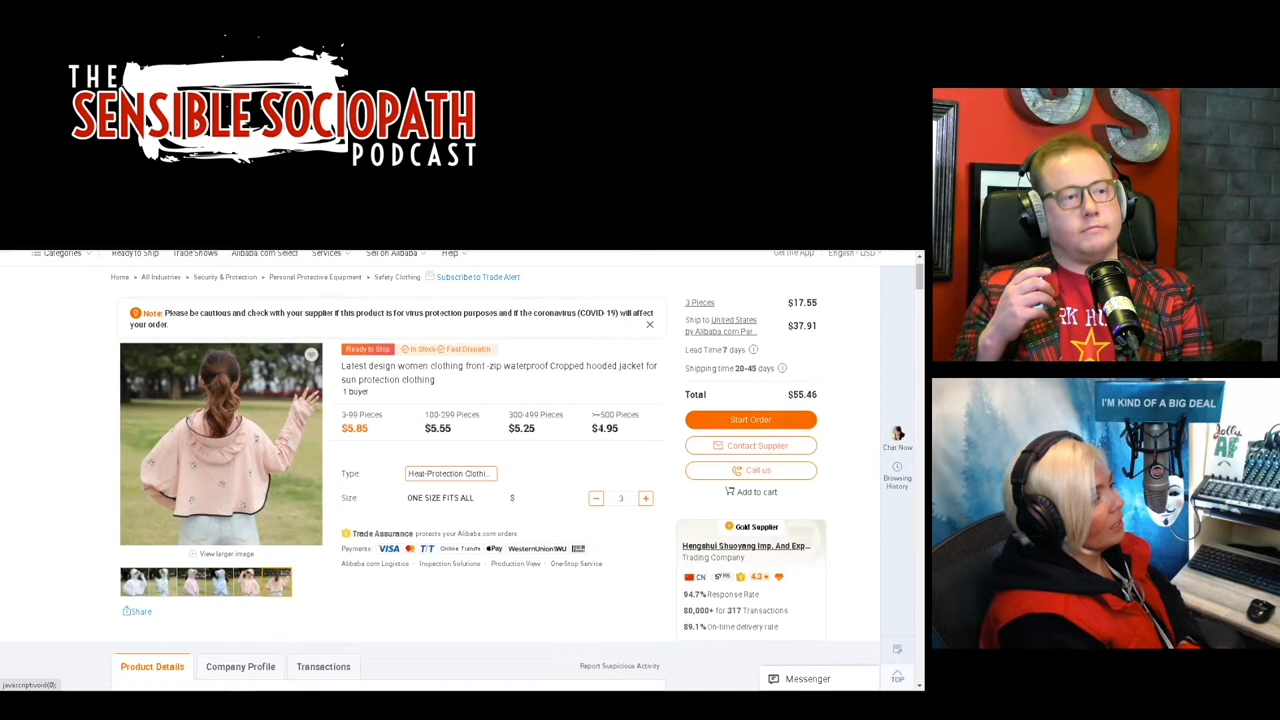 THE
SENSIBLE SOCIOPATH
PODCAST
Categories Ready to Ship Trade Shows Alibaba.com Select Services Sell on Alibaba Help Get the App English - USD
Home > All Industries > Security & Protection > Personal Protective Equipment > Safety Clothing Subscribe to Trade Alert
Note: Please be cautious and check with your supplier if this product is for virus protection purposes and if the coronavirus (COVID-19) will affect
your order.
Ready to Ship In Stock Fast Dispatch
Latest design women clothing front -zip waterproof Cropped hooded jacket for
sun protection clothing
1 buyer
3-99 Pieces 100-299 Pieces 300-499 Pieces >=500 Pieces
$5.85 $5.55 $5.25 $4.95
Type: Heat-Protection Clothi...
Size: ONE SIZE FITS ALL $ − 3 +
Trade Assurance protects your Alibaba.com orders
Payments: VISA T/T Online Transfer Pay WesternUnion WU
Alibaba.com Logistics · Inspection Solutions · Production View · One-Stop Service
View larger image
Share
3 Pieces $17.55
Ship to United States $37.91
by Alibaba.com Par...
Lead Time 7 days
Shipping time 20-45 days
Total $55.46
Start Order
Contact Supplier
Call us
Add to cart
Gold Supplier
Hengshui Shuoyang Imp. And Exp...
Trading Company
CN 5YRS 4.3
94.7% Response Rate
80,000+ for 317 Transactions
89.1% On-time delivery rate
Chat Now
Browsing
History
TOP
Product Details Company Profile Transactions Report Suspicious Activity
Messenger
javascript:void(0);
S
I'M KIND OF A BIG DEAL
Jolly
AF